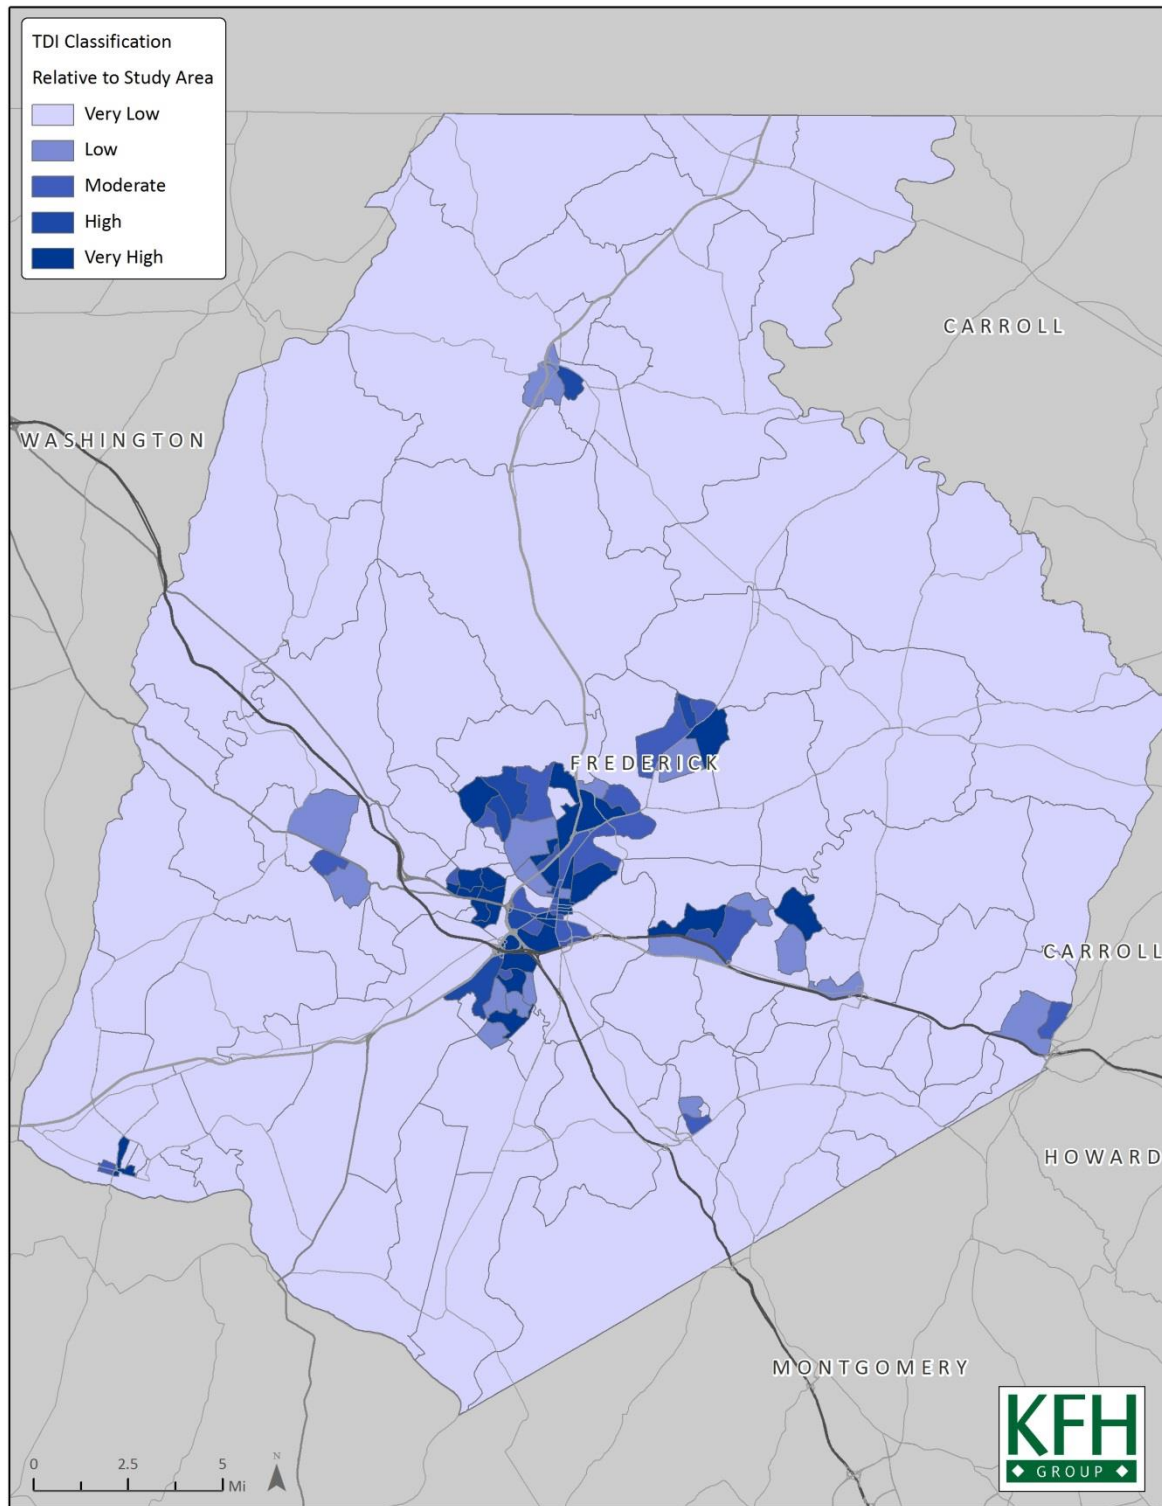 TDI Classification
Relative to Study Area
Very Low
Low
Moderate
High
Very High
CARROLL
WASHINGTON
FREDERICK
CARROLL
HOWARD
MONTGOMERY
0 2.5 5
Mi
N
KFH
GROUP